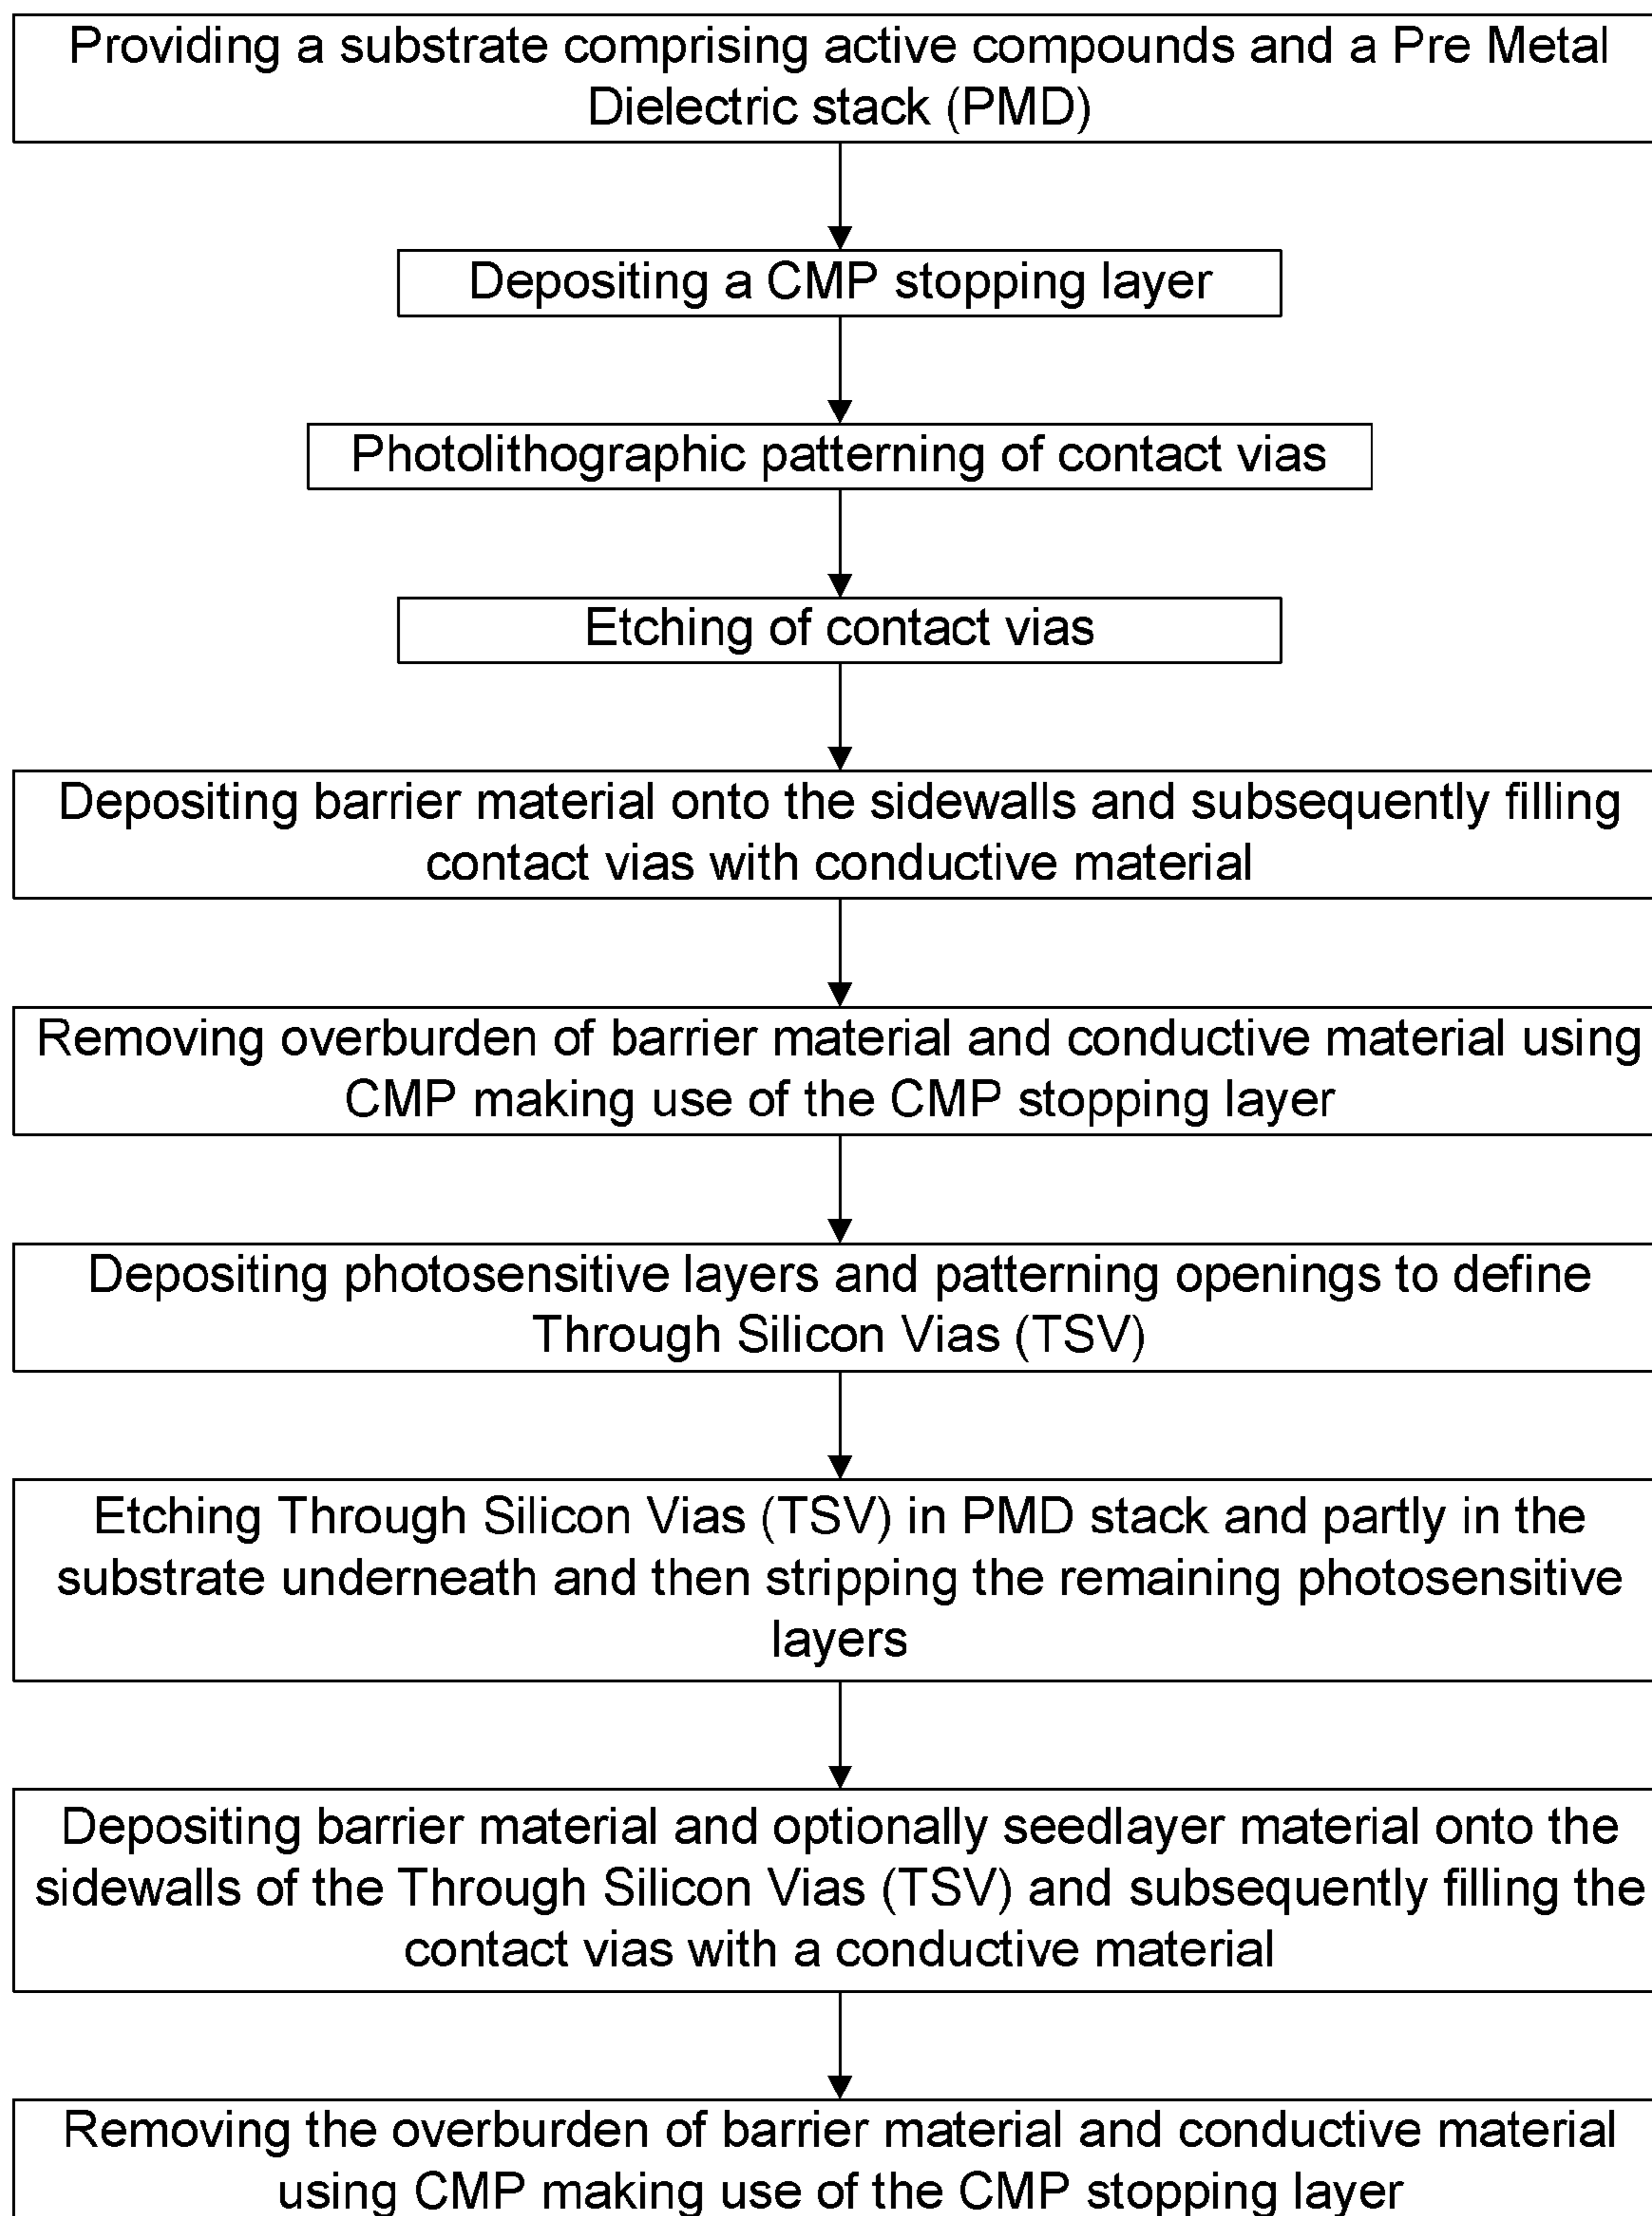 Providing a substrate comprising active compounds and a Pre Metal
Dielectric stack (PMD)
Depositing a CMP stopping layer
Photolithographic patterning of contact vias
Etching of contact vias
Depositing barrier material onto the sidewalls and subsequently filling
contact vias with conductive material
Removing overburden of barrier material and conductive material using
CMP making use of the CMP stopping layer
Depositing photosensitive layers and patterning openings to define
Through Silicon Vias (TSV)
Etching Through Silicon Vias (TSV) in PMD stack and partly in the
substrate underneath and then stripping the remaining photosensitive
layers
Depositing barrier material and optionally seedlayer material onto the
sidewalls of the Through Silicon Vias (TSV) and subsequently filling the
contact vias with a conductive material
Removing the overburden of barrier material and conductive material
using CMP making use of the CMP stopping layer